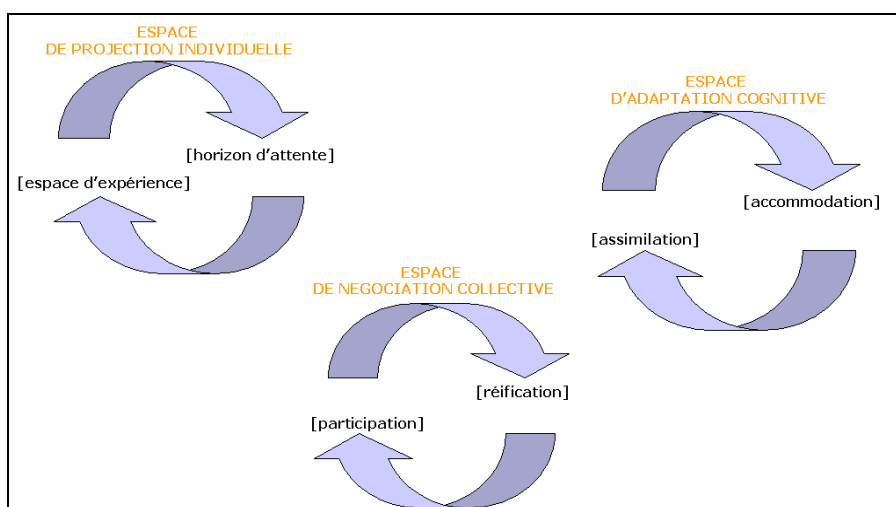 ESPACE
DE PROJECTION INDIVIDUELLE
[horizon d'attente]
[espace d'expérience]
ESPACE
D'ADAPTATION COGNITIVE
[accommodation]
[assimilation]
ESPACE
DE NEGOCIATION COLLECTIVE
[réification]
[participation]